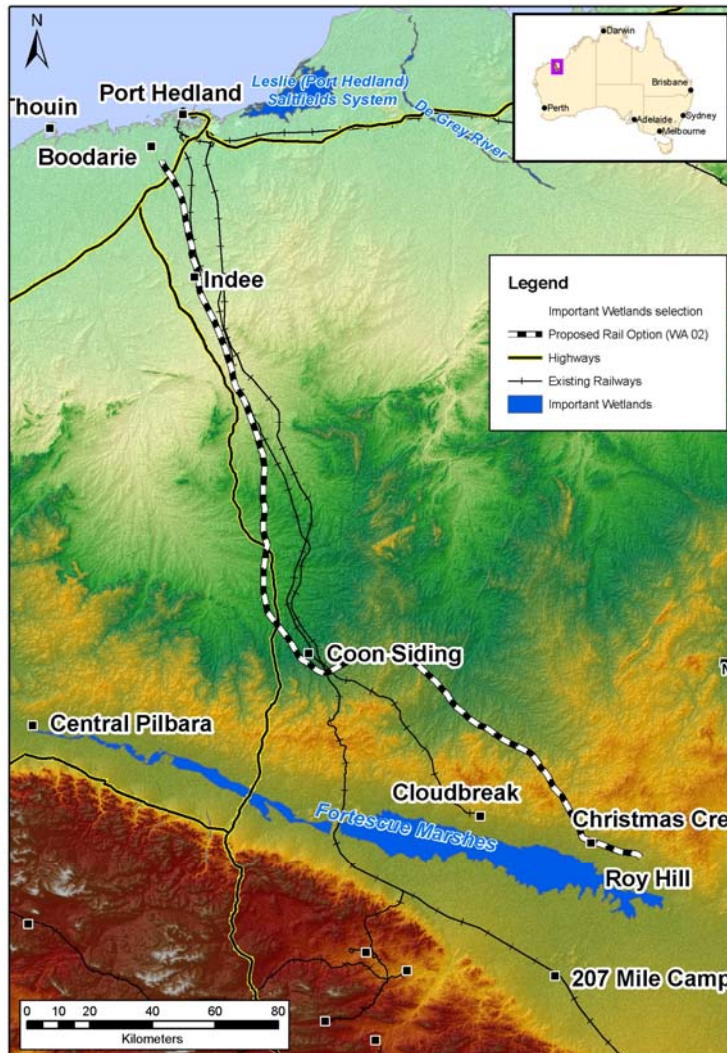 N
Port Hedland
Thouin
Boodarie
Leslie (Port Hedland)
Saltfields System
De Grey River
Darwin
Brisbane
Perth
Sydney
Adelaide
Melbourne
Indee
Legend
Important Wetlands selection
Proposed Rail Option (WA 02)
Highways
Existing Railways
Important Wetlands
Coon Siding
Central Pilbara
Cloudbreak
Christmas Cre
Fortescue Marshes
Roy Hill
207 Mile Camp
0 10 20 40 60 80
Kilometers